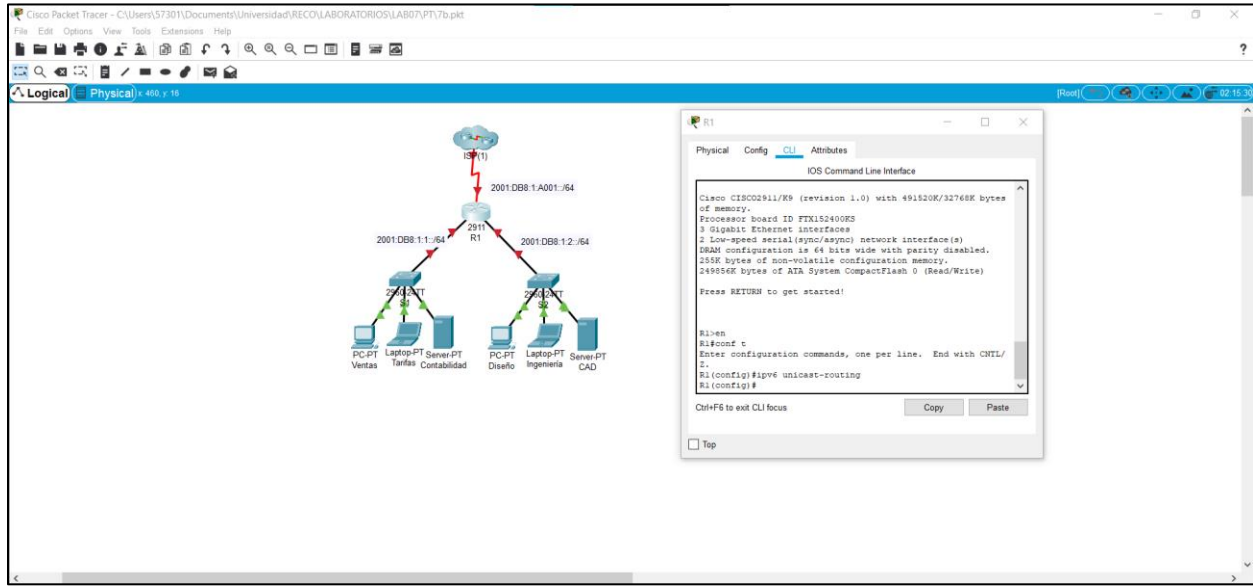 Cisco Packet Tracer - C:\Users\57301\Documents\Universidad\RECO\LABORATORIOS\LAB07\PT\7b.pkt
File Edit Options View Tools Extensions Help
?
Logical Physical x: 460, y: 16
[Root]
02:15:30
ISP(1)
2001:DB8:1:A001::/64
2911
R1
2001:DB8:1:1::/64
2001:DB8:1:2::/64
2960-24TT
S1
2960-24TT
S2
PC-PT
Ventas
Laptop-PT
Tarifas
Server-PT
Contabilidad
PC-PT
Diseño
Laptop-PT
Ingeniería
Server-PT
CAD
R1
Physical Config CLI Attributes
IOS Command Line Interface
Cisco CISCO2911/K9 (revision 1.0) with 491520K/32768K bytes
of memory.
Processor board ID FTX152400KS
3 Gigabit Ethernet interfaces
2 Low-speed serial(sync/async) network interface(s)
DRAM configuration is 64 bits wide with parity disabled.
255K bytes of non-volatile configuration memory.
249856K bytes of ATA System CompactFlash 0 (Read/Write)
Press RETURN to get started!
R1>en
R1#conf t
Enter configuration commands, one per line. End with CNTL/
Z.
R1(config)#ipv6 unicast-routing
R1(config)#
Ctrl+F6 to exit CLI focus
Copy
Paste
Top